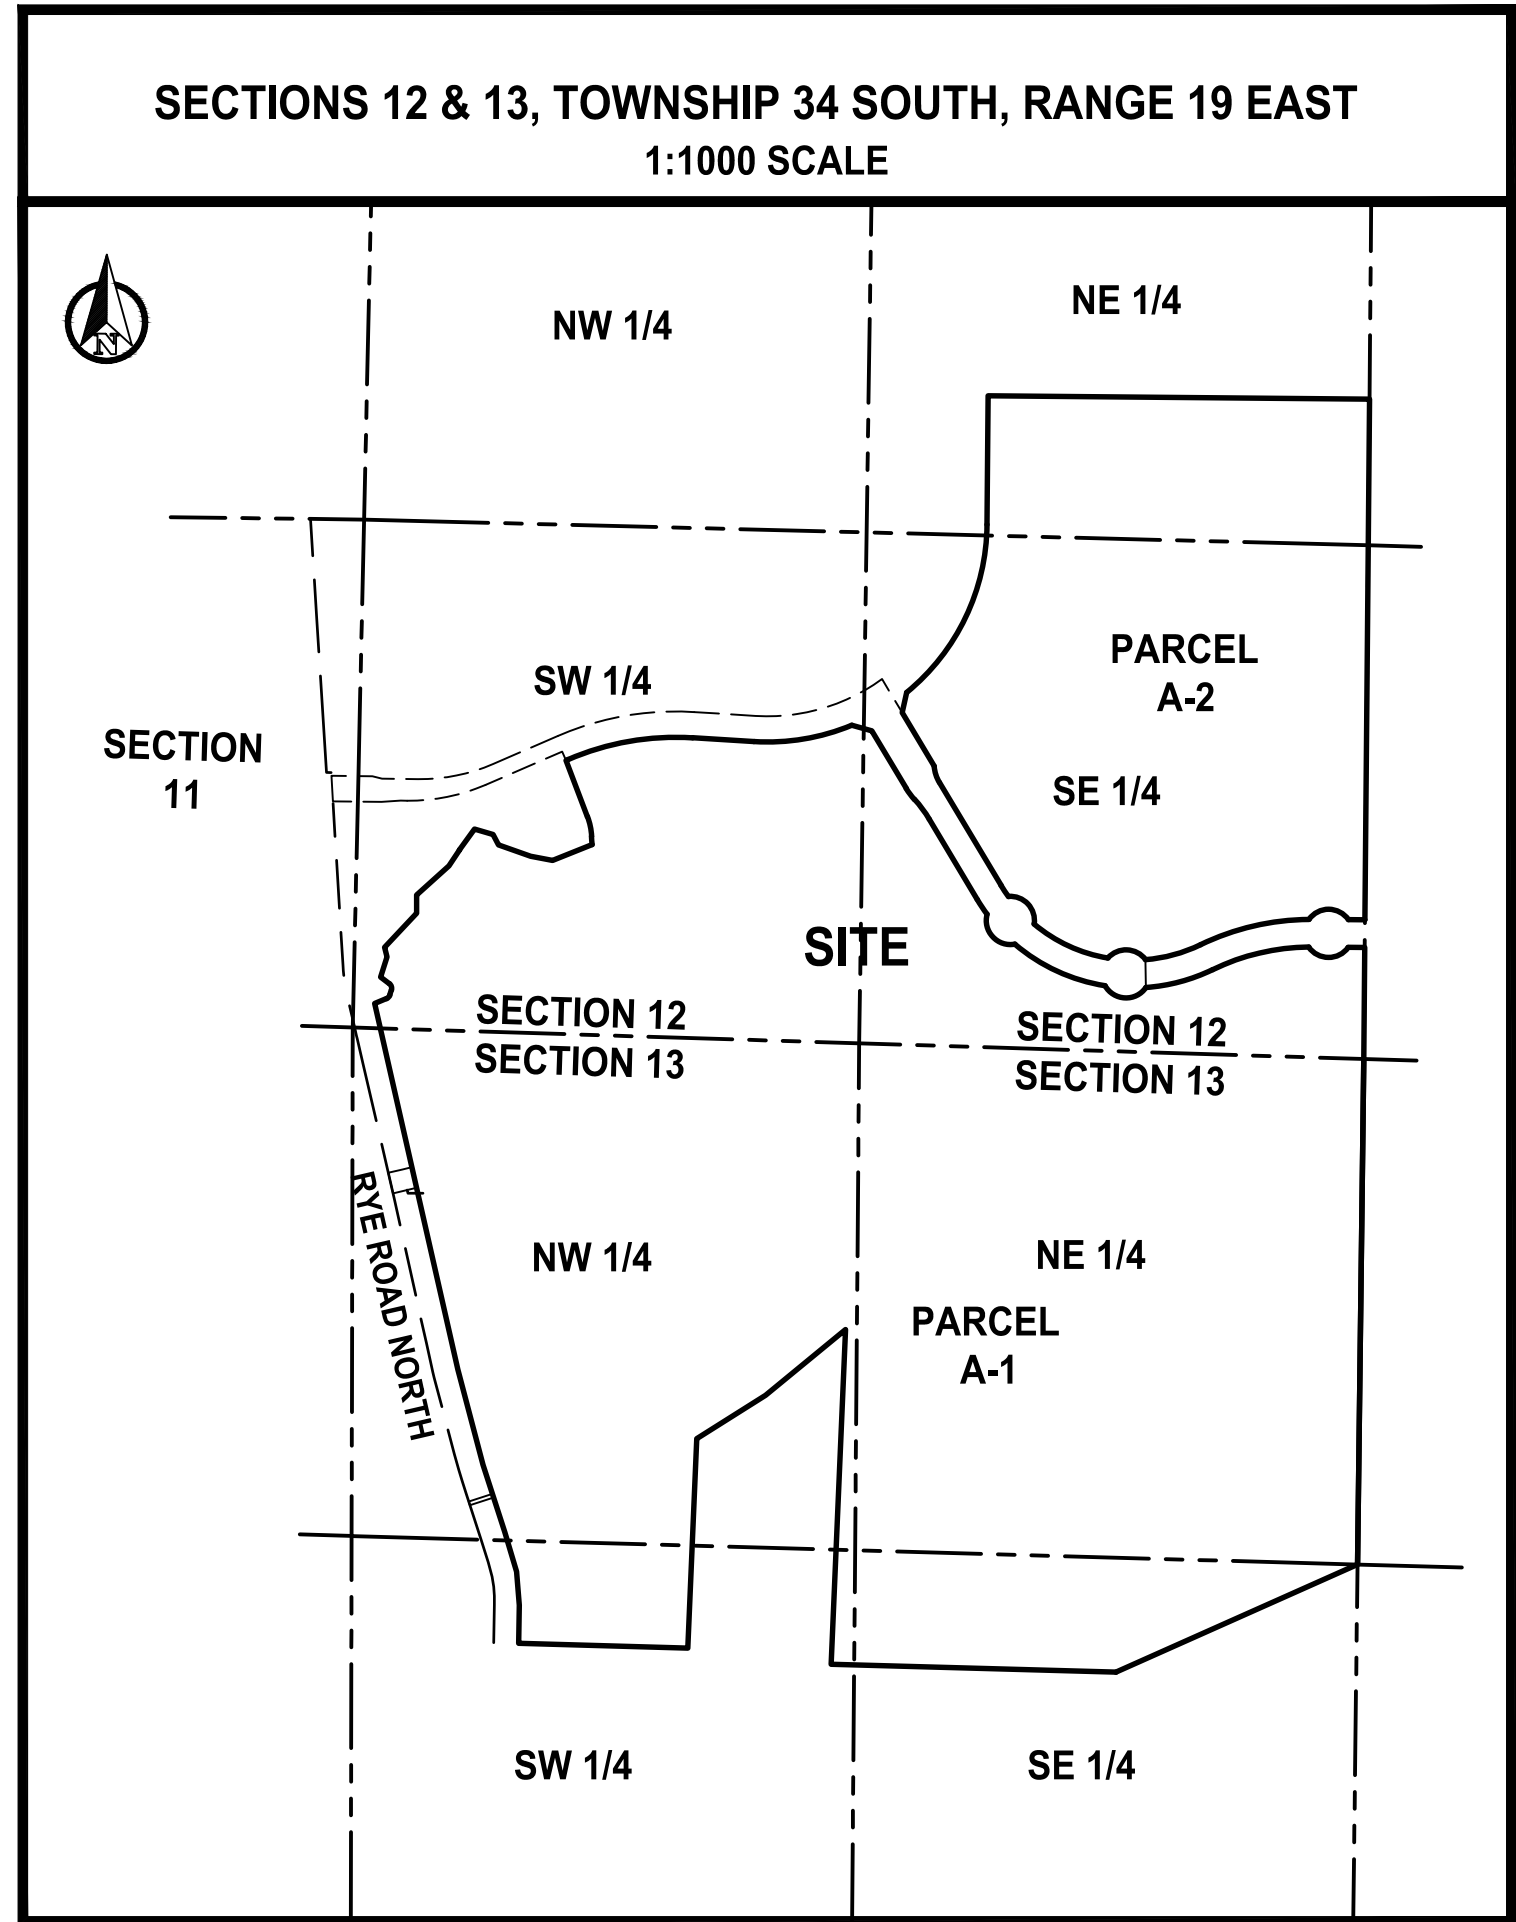 SECTIONS 12 & 13, TOWNSHIP 34 SOUTH, RANGE 19 EAST
1:1000 SCALE
N
NW 1/4
NE 1/4
SW 1/4
PARCEL
A-2
SECTION
11
SE 1/4
SITE
SECTION 12
SECTION 13
SECTION 12
SECTION 13
RYE ROAD NORTH
NW 1/4
NE 1/4
PARCEL
A-1
SW 1/4
SE 1/4